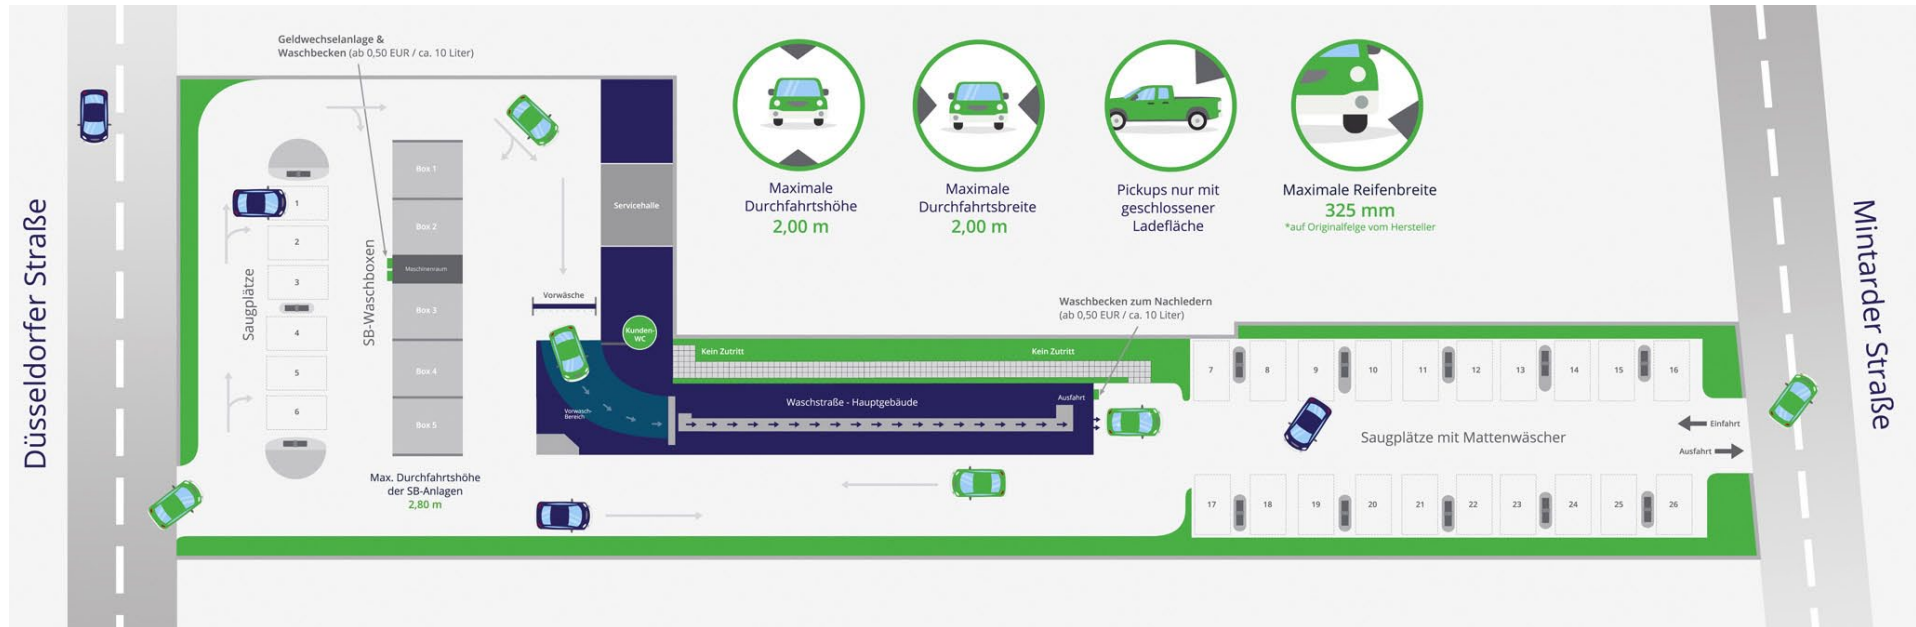 Düsseldorfer Straße
Geldwechselanlage &
Waschbecken (ab 0,50 EUR / ca. 10 Liter)
Saugplätze
1
2
3
4
5
6
SB-Waschboxen
Box 1
Box 2
Maschinenraum
Box 3
Box 4
Box 5
Max. Durchfahrtshöhe
der SB-Anlagen
2,80 m
Servicehalle
Vorwäsche
Kunden-
WC
Vorwasch-
Bereich
Maximale
Durchfahrtshöhe
2,00 m
Maximale
Durchfahrtsbreite
2,00 m
Pickups nur mit
geschlossener
Ladefläche
Maximale Reifenbreite
325 mm
*auf Originalfelge vom Hersteller
Waschbecken zum Nachledern
(ab 0,50 EUR / ca. 10 Liter)
Kein Zutritt
Kein Zutritt
Waschstraße - Hauptgebäude
Ausfahrt
7
8
9
10
11
12
13
14
15
16
Saugplätze mit Mattenwäscher
Einfahrt
Ausfahrt
17
18
19
20
21
22
23
24
25
26
Mintarder Straße